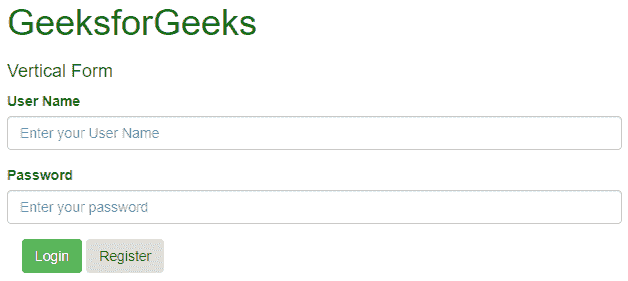 GeeksforGeeks
Vertical Form
User Name
Enter your User Name
Password
Enter your password
Login Register